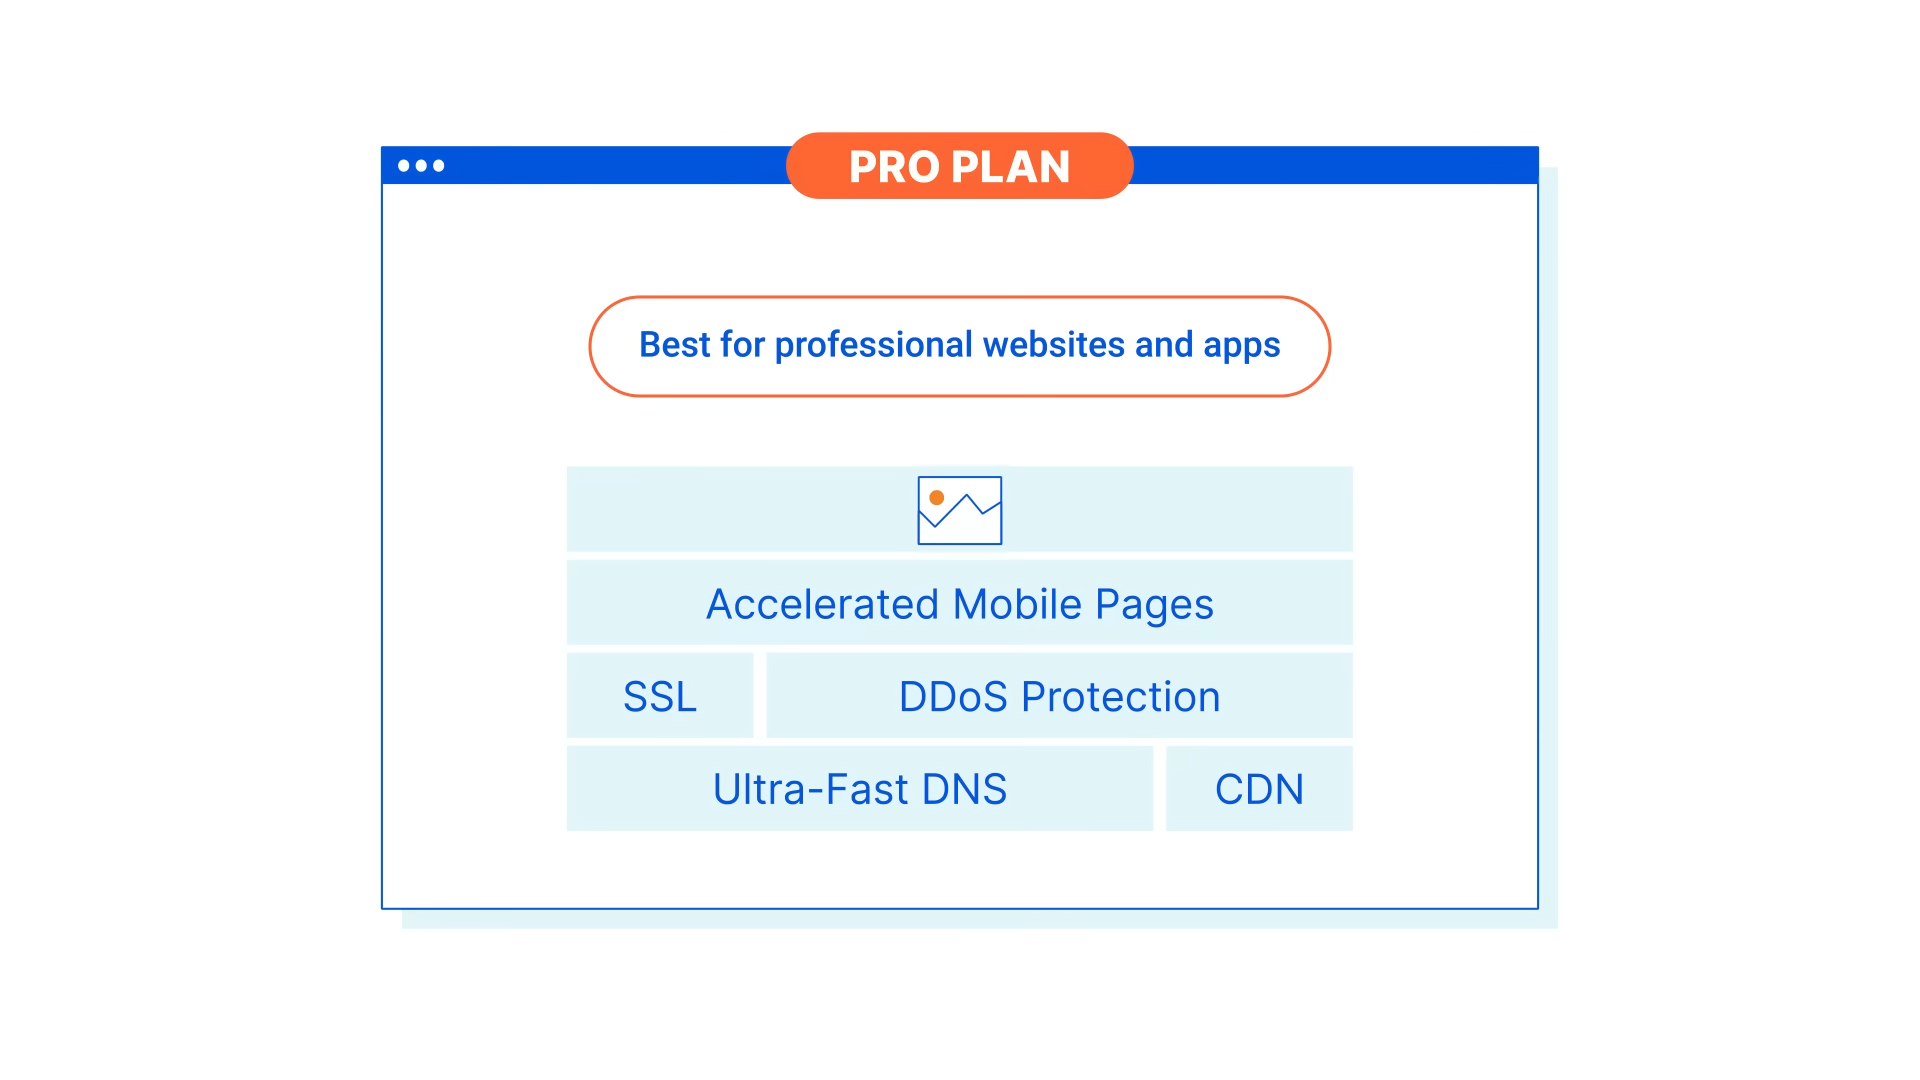 PRO PLAN
Best for professional websites and apps
Accelerated Mobile Pages
SSL
DDoS Protection
Ultra-Fast DNS
CDN